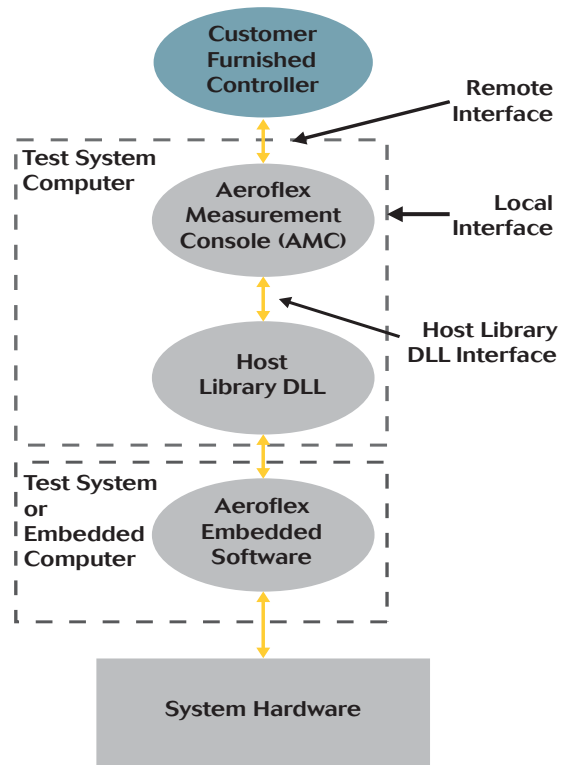 Customer
Furnished
Controller
Remote
Interface
Test System
Computer
Aeroflex
Measurement
Console (AMC)
Local
Interface
Host Library
DLL Interface
Host
Library DLL
Test System
or
Embedded
Computer
Aeroflex
Embedded
Software
System Hardware